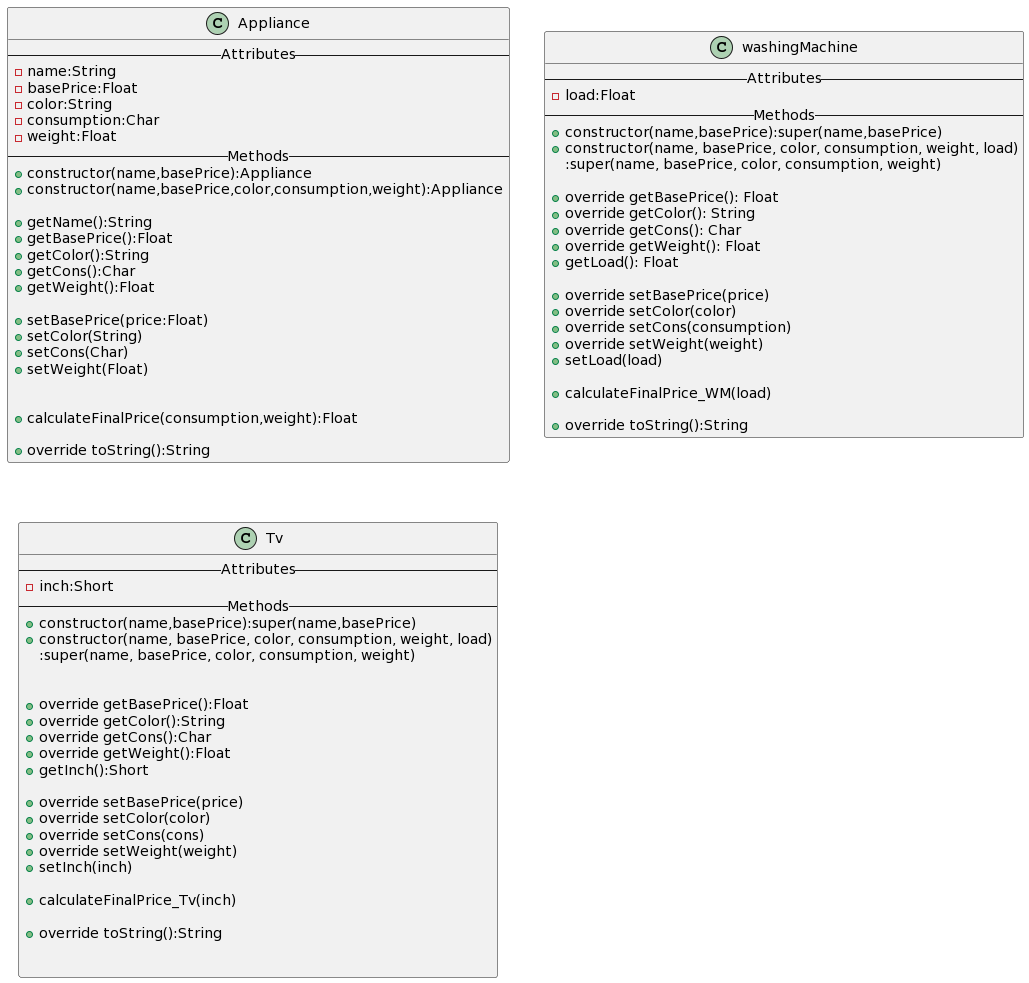 C Appliance
Attributes
name:String
basePrice:Float
color:String
consumption:Char
weight:Float
Methods
constructor(name,basePrice):Appliance
constructor(name,basePrice,color,consumption,weight):Appliance
getName():String
getBasePrice():Float
getColor():String
getCons():Char
getWeight():Float
setBasePrice(price:Float)
setColor(String)
setCons(Char)
setWeight(Float)
calculateFinalPrice(consumption,weight):Float
override toString():String
C washingMachine
Attributes
load:Float
Methods
constructor(name,basePrice):super(name,basePrice)
constructor(name, basePrice, color, consumption, weight, load)
:super(name, basePrice, color, consumption, weight)
override getBasePrice(): Float
override getColor(): String
override getCons(): Char
override getWeight(): Float
getLoad(): Float
override setBasePrice(price)
override setColor(color)
override setCons(consumption)
override setWeight(weight)
setLoad(load)
calculateFinalPrice_WM(load)
override toString():String
C Tv
Attributes
inch:Short
Methods
constructor(name,basePrice):super(name,basePrice)
constructor(name, basePrice, color, consumption, weight, load)
:super(name, basePrice, color, consumption, weight)
override getBasePrice():Float
override getColor():String
override getCons():Char
override getWeight():Float
getInch():Short
override setBasePrice(price)
override setColor(color)
override setCons(cons)
override setWeight(weight)
setInch(inch)
calculateFinalPrice_Tv(inch)
override toString():String